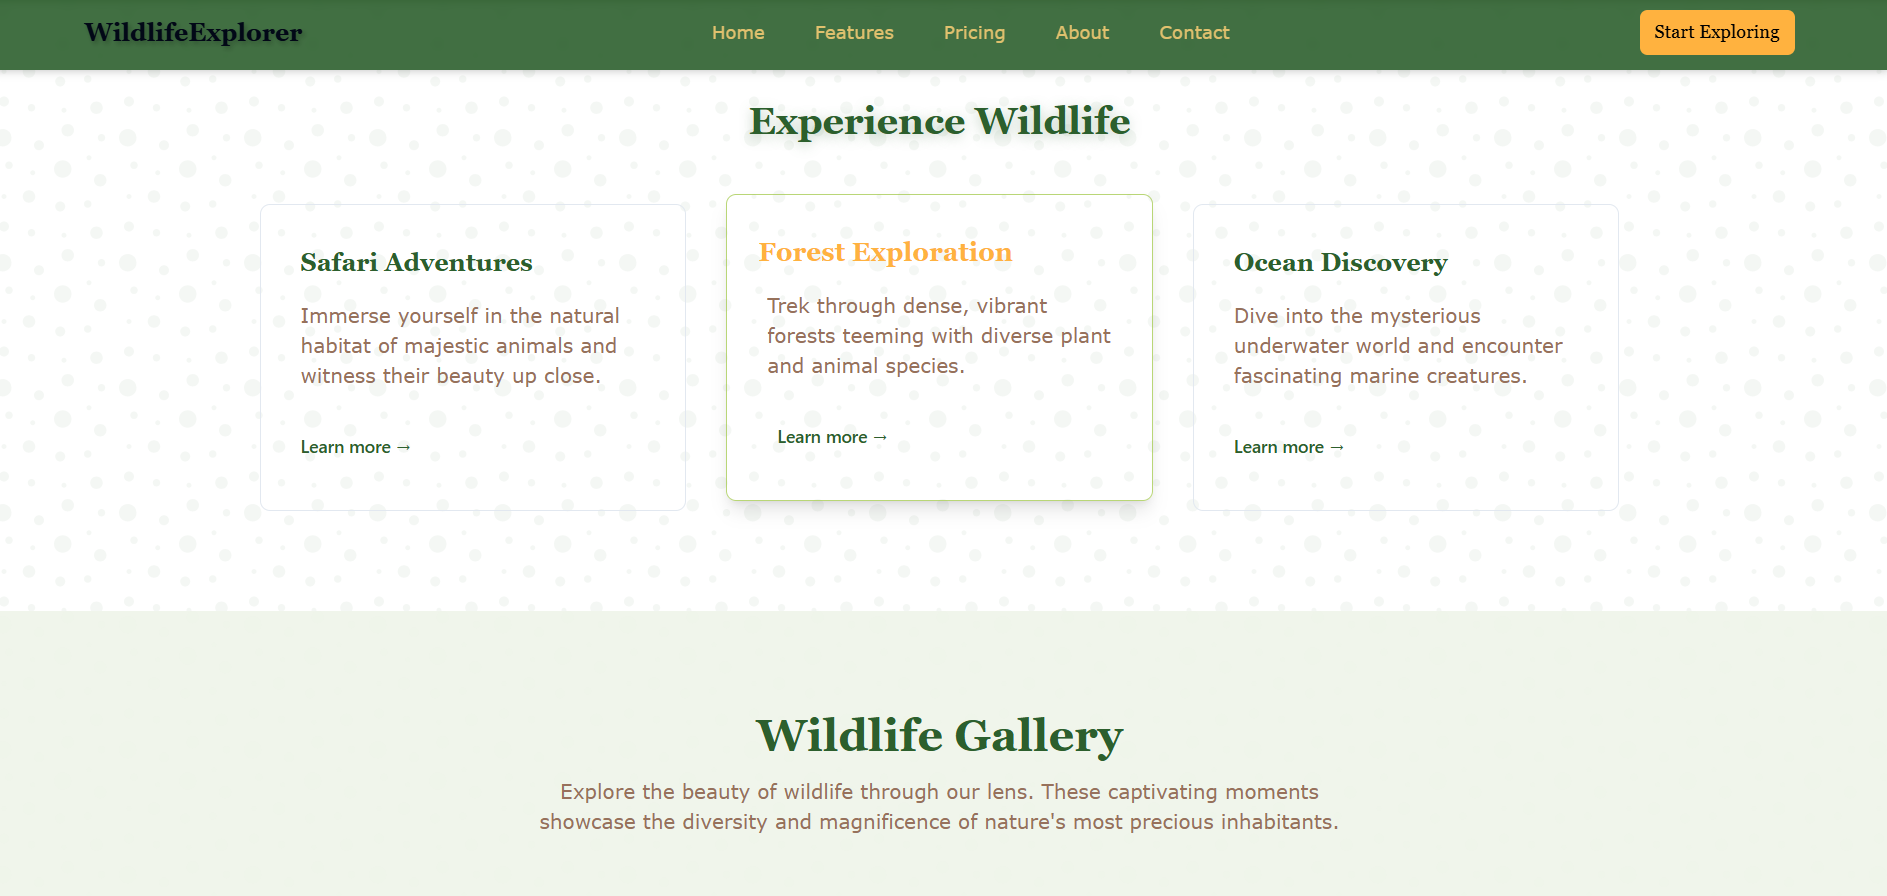 WildlifeExplorer
Home
Features
Pricing
About
Contact
Start Exploring
Experience Wildlife
Safari Adventures
Immerse yourself in the natural
habitat of majestic animals and
witness their beauty up close.
Learn more →
Forest Exploration
Trek through dense, vibrant
forests teeming with diverse plant
and animal species.
Learn more →
Ocean Discovery
Dive into the mysterious
underwater world and encounter
fascinating marine creatures.
Learn more →
Wildlife Gallery
Explore the beauty of wildlife through our lens. These captivating moments
showcase the diversity and magnificence of nature's most precious inhabitants.